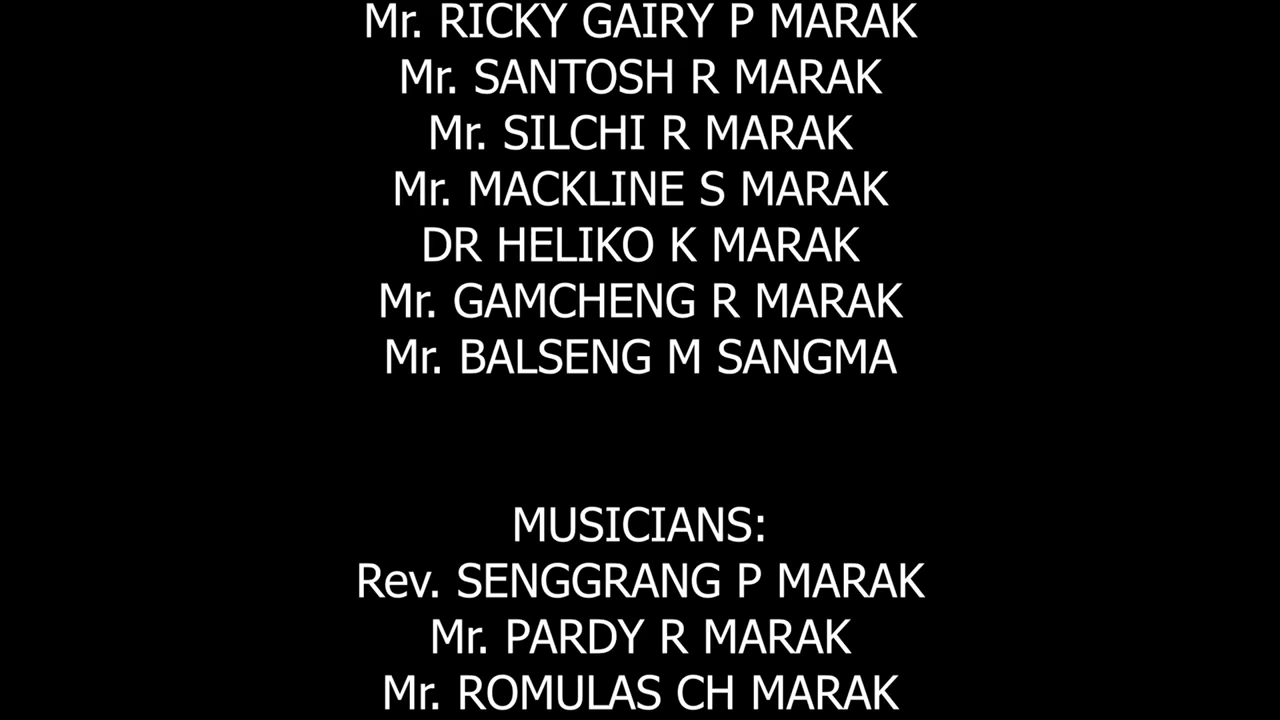 Mr. RICKY GAIRY P MARAK
Mr. SANTOSH R MARAK
Mr. SILCHI R MARAK
Mr. MACKLINE S MARAK
DR HELIKO K MARAK
Mr. GAMCHENG R MARAK
Mr. BALSENG M SANGMA
MUSICIANS:
Rev. SENGGRANG P MARAK
Mr. PARDY R MARAK
Mr. ROMULAS CH MARAK